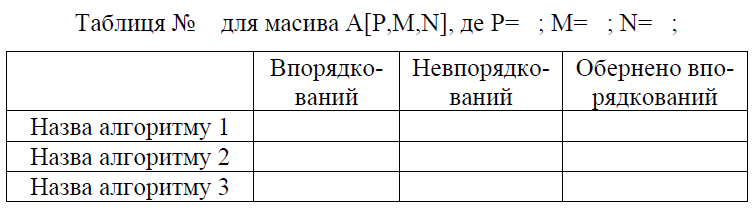 Таблиця № для масива A[P,M,N], де P= ; M= ; N= ;
Впорядко-
ваний
Невпорядко-
ваний
Обернено впо-
рядкований
Назва алгоритму 1
Назва алгоритму 2
Назва алгоритму 3